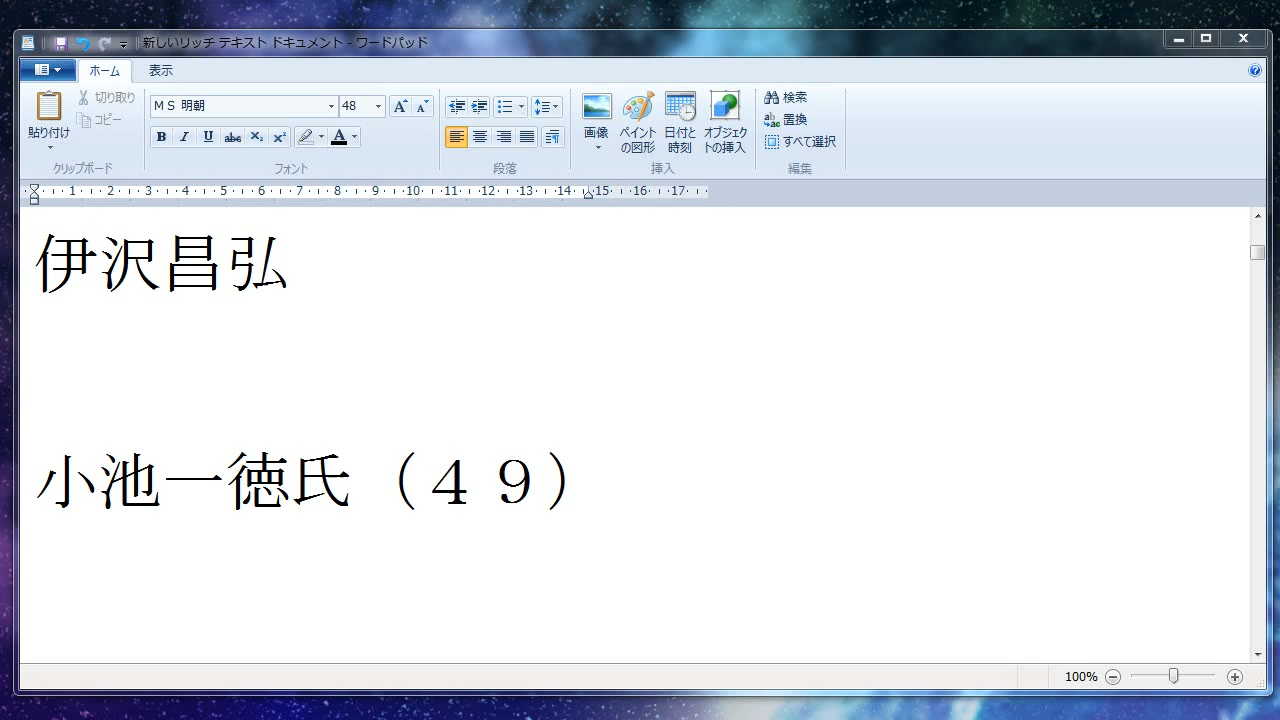 新しいリッチ テキスト ドキュメント - ワードパッド
ホーム 表示
貼り付け
切り取り
コピー
クリップボード
ＭＳ 明朝 48 A A
B I U abc X₂ X² A
フォント
段落
画像
ペイントの図形
日付と時刻
オブジェクトの挿入
挿入
検索
置換
すべて選択
編集
1 2 3 4 5 6 7 8 9 10 11 12 13 14 15 16 17
伊沢昌弘
小池一徳氏（４９）
100%